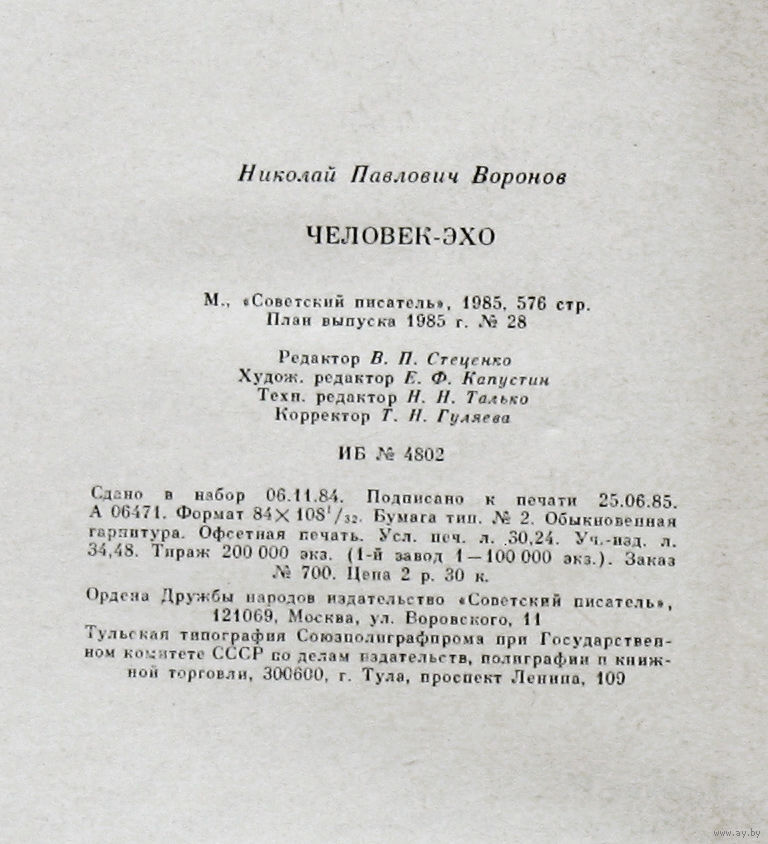 Николай Павлович Воронов
ЧЕЛОВЕК-ЭХО
М., «Советский писатель», 1985, 576 стр.
План выпуска 1985 г. № 28
Редактор В. П. Стеценко
Худож. редактор Е. Ф. Капустин
Техн. редактор Н. Н. Талько
Корректор Т. Н. Гуляева
ИБ № 4802
Сдано в набор 06.11.84. Подписано к печати 25.06.85.
А 06471. Формат 84×108¹/₃₂. Бумага тип. № 2. Обыкновенная
гарнитура. Офсетная печать. Усл. печ. л. 30,24. Уч.-изд. л.
34,48. Тираж 200 000 экз. (1-й завод 1—100 000 экз.). Заказ
№ 700. Цена 2 р. 30 к.
Ордена Дружбы народов издательство «Советский писатель»,
121069, Москва, ул. Воровского, 11
Тульская типография Союзполиграфпрома при Государствен-
ном комитете СССР по делам издательств, полиграфии и книж-
ной торговли, 300600, г. Тула, проспект Ленина, 109
www.ay.by